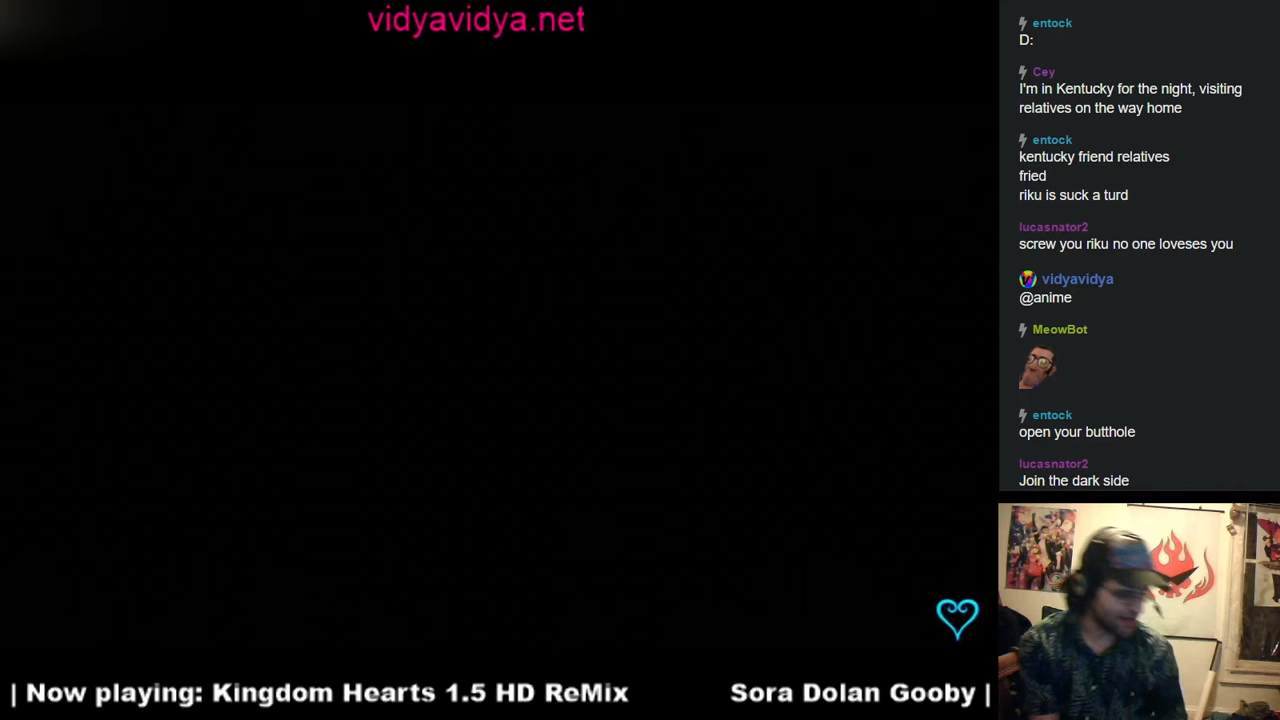 vidyavidya.net
entock
D:
Cey
I'm in Kentucky for the night, visiting
relatives on the way home
entock
kentucky friend relatives
fried
riku is suck a turd
lucasnator2
screw you riku no one loveses you
vidyavidya
@anime
MeowBot
entock
open your butthole
lucasnator2
Join the dark side
| Now playing: Kingdom Hearts 1.5 HD ReMix Sora Dolan Gooby |